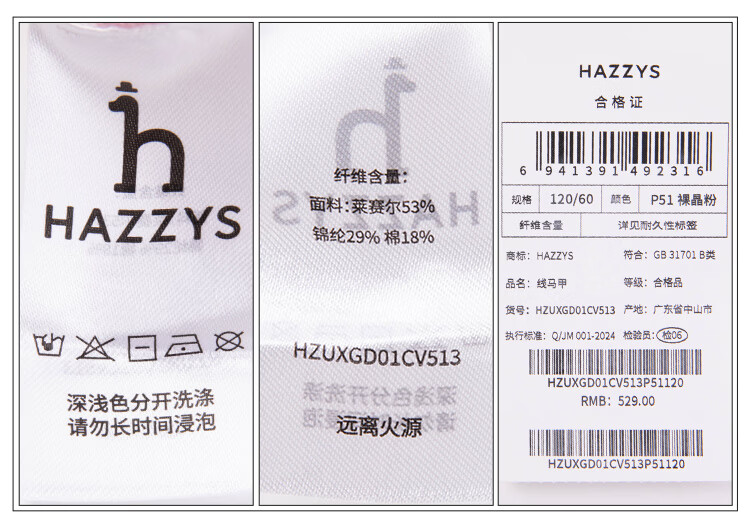 HAZZYS
深浅色分开洗涤
请勿长时间浸泡
纤维含量:
面料:莱赛尔53%
锦纶29% 棉18%
HZUXGD01CV513
远离火源
HAZZYS
合格证
6 941391 492316
规格 120/60 颜色 P51 裸晶粉
纤维含量 详见耐久性标签
商标: HAZZYS 符合: GB 31701 B类
品名: 线马甲 等级: 合格品
货号: HZUXGD01CV513 产地: 广东省中山市
执行标准: Q/JM 001-2024 检验员: 检06
HZUXGD01CV513P51120
RMB: 529.00
HZUXGD01CV513P51120